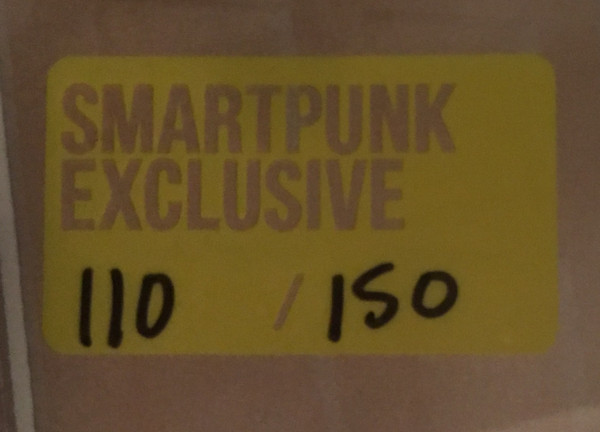 SMARTPUNK
EXCLUSIVE
110 / 150